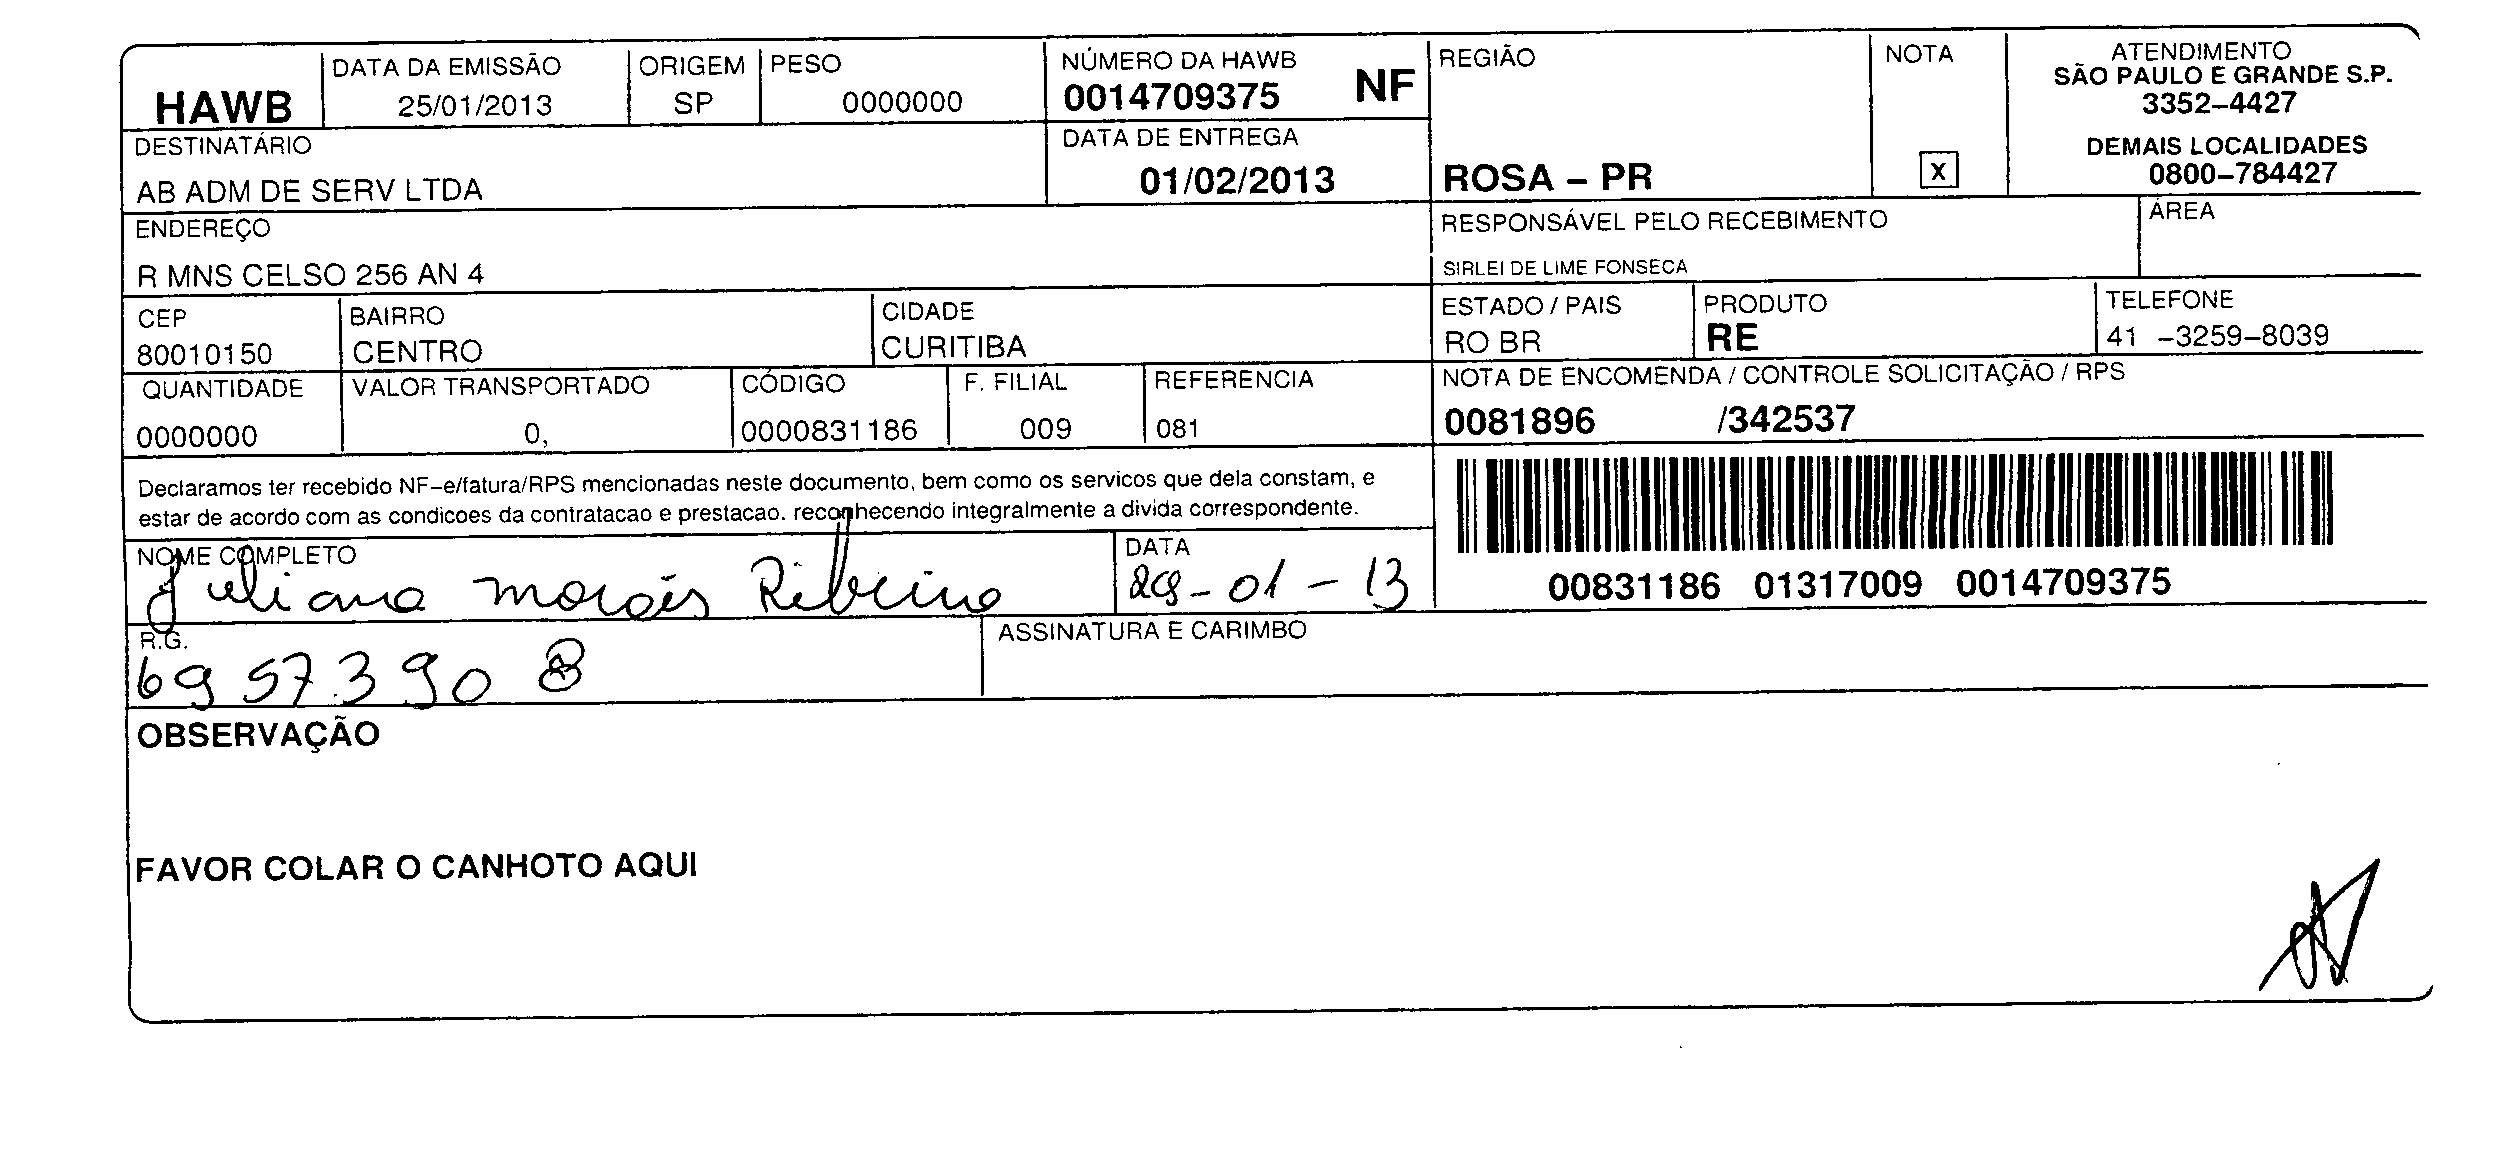 HAWB
DATA DA EMISSÃO
25/01/2013
ORIGEM
SP
PESO
0000000
NÚMERO DA HAWB
0014709375 NF
REGIÃO
ROSA – PR
NOTA
X
ATENDIMENTO
SÃO PAULO E GRANDE S.P.
3352–4427
DEMAIS LOCALIDADES
0800–784427
DESTINATÁRIO
AB ADM DE SERV LTDA
DATA DE ENTREGA
01/02/2013
ENDEREÇO
R MNS CELSO 256 AN 4
RESPONSÁVEL PELO RECEBIMENTO
SIRLEI DE LIME FONSECA
ÁREA
CEP
80010150
BAIRRO
CENTRO
CIDADE
CURITIBA
ESTADO / PAIS
RO BR
PRODUTO
RE
TELEFONE
41 –3259–8039
QUANTIDADE
0000000
VALOR TRANSPORTADO
0,
CÓDIGO
0000831186
F. FILIAL
009
REFERENCIA
081
NOTA DE ENCOMENDA / CONTROLE SOLICITAÇÃO / RPS
0081896 /342537
Declaramos ter recebido NF–e/fatura/RPS mencionadas neste documento, bem como os servicos que dela constam, e
estar de acordo com as condicoes da contratacao e prestacao. reconhecendo integralmente a divida correspondente.
00831186 01317009 0014709375
NOME COMPLETO
Juliana Morais Ribeiro
DATA
29-01-13
R.G.
6957390 8
ASSINATURA E CARIMBO
OBSERVAÇÃO
FAVOR COLAR O CANHOTO AQUI